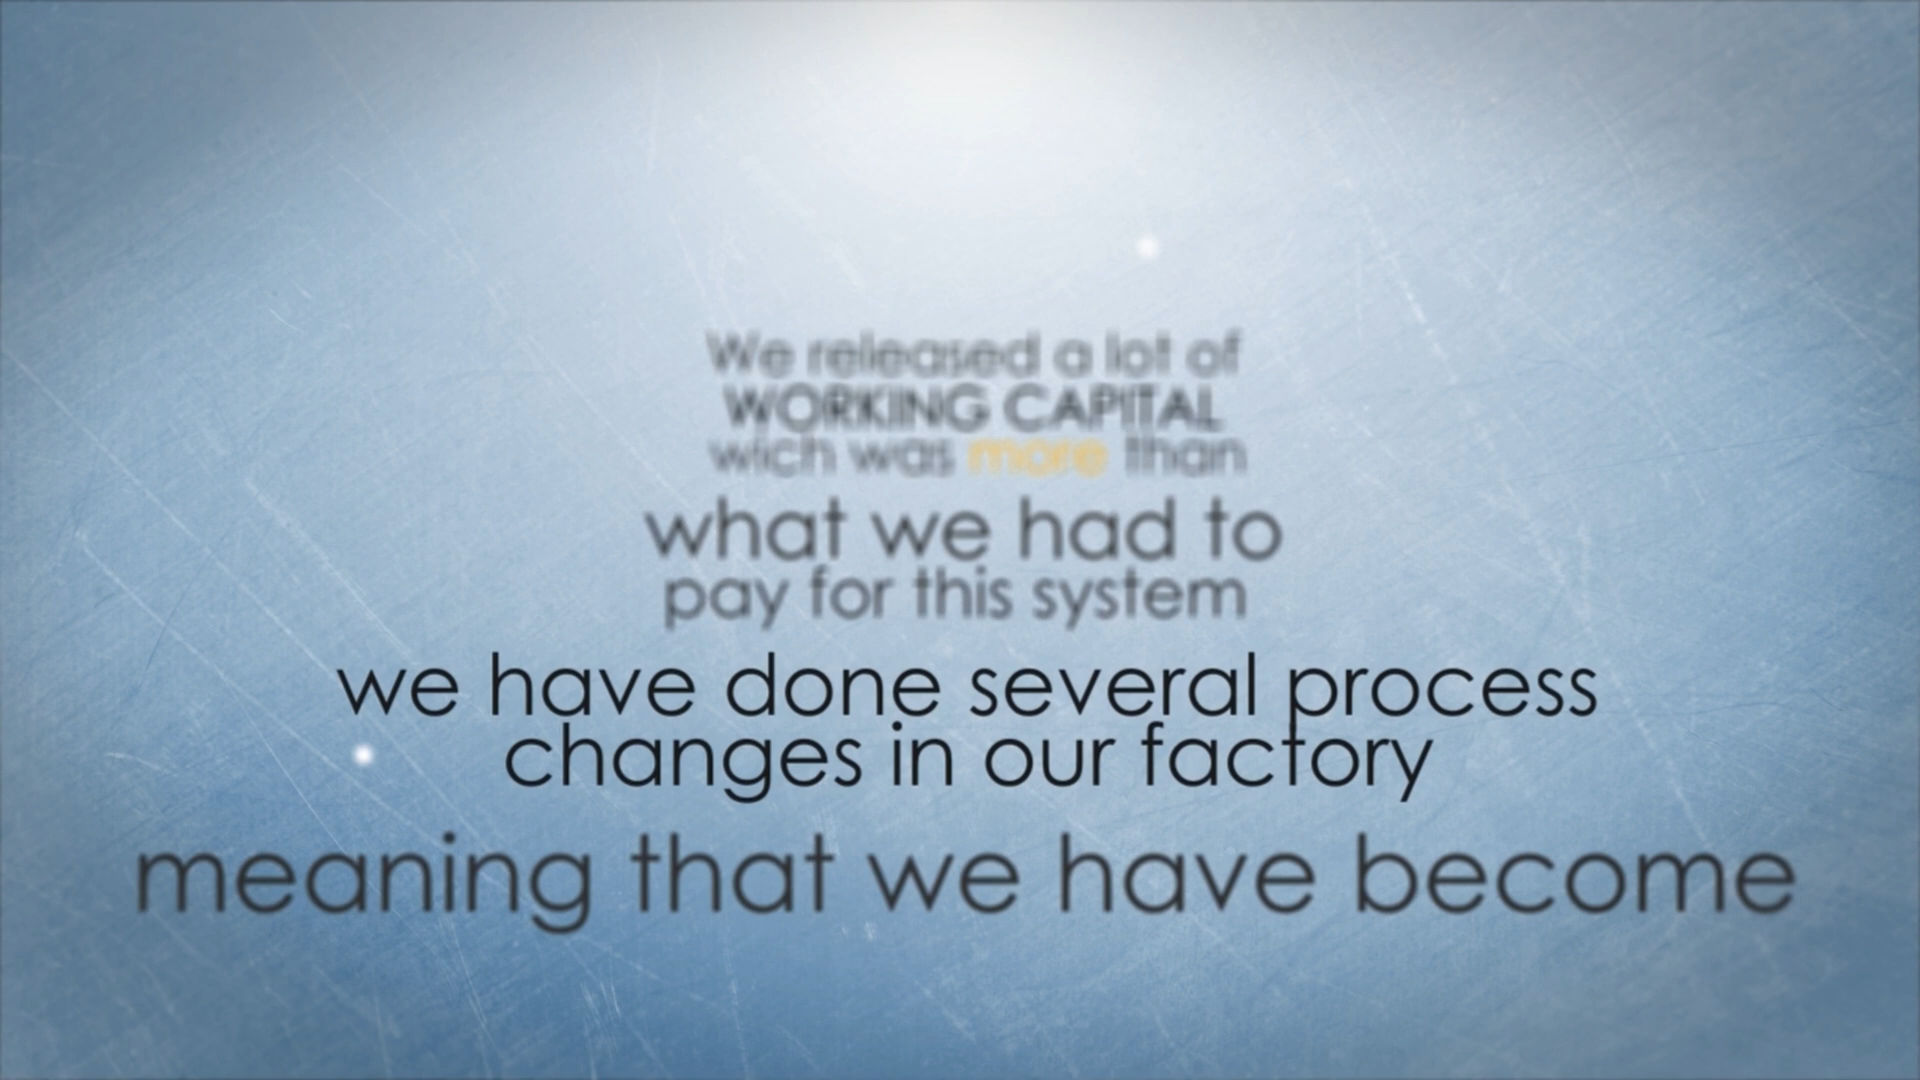 We released a lot of
WORKING CAPITAL
wich was more than
what we had to
pay for this system
we have done several process
changes in our factory
meaning that we have become